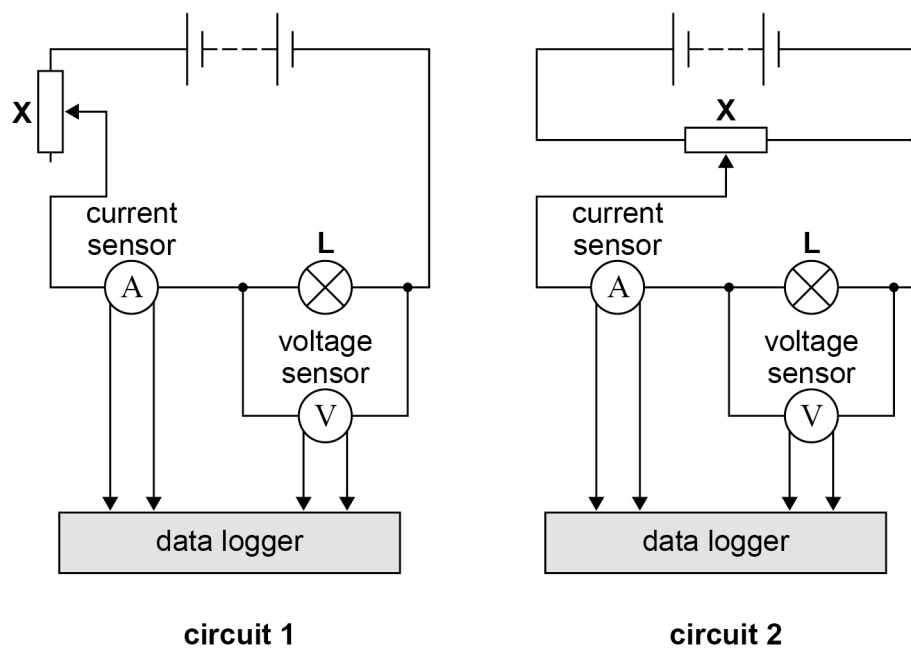 X
current
sensor
A
L
voltage
sensor
V
data logger
circuit 1
X
current
sensor
A
L
voltage
sensor
V
data logger
circuit 2